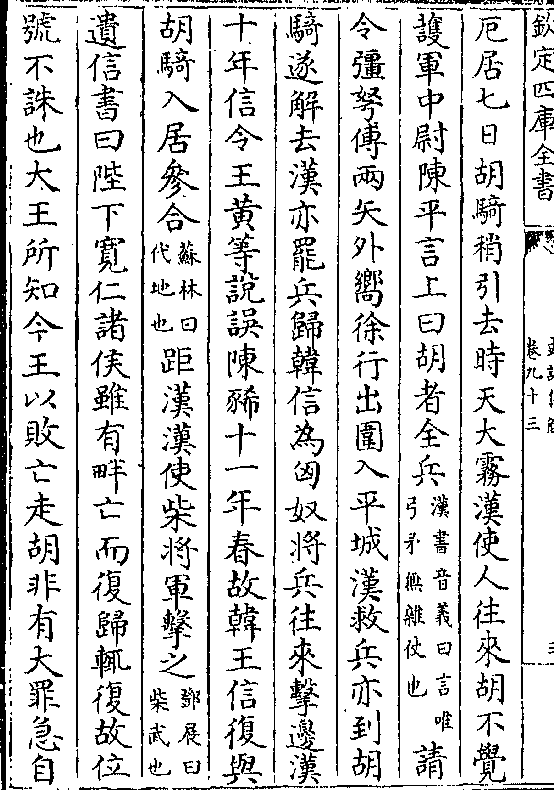 欽定四庫全書
卷九十三
厄居七日胡騎稍引去時天大霧漢使人往來胡不覺
護軍中尉陳平言上曰胡者全兵漢書音義曰言唯弓矛無雜仗也請
令彊弩傅兩矢外嚮徐行出圍入平城漢救兵亦到胡
騎遂解去漢亦罷兵歸韓信為匈奴將兵往來擊邊漢
十年信令王黃等說誤陳豨十一年春故韓王信復與
胡騎入居參合蘇林曰代地也距漢漢使柴將軍擊之鄧展曰柴武也
遺信書曰陛下寬仁諸侯雖有畔亡而復歸輒復故位
號不誅也大王所知今王以敗亡走胡非有大罪急自